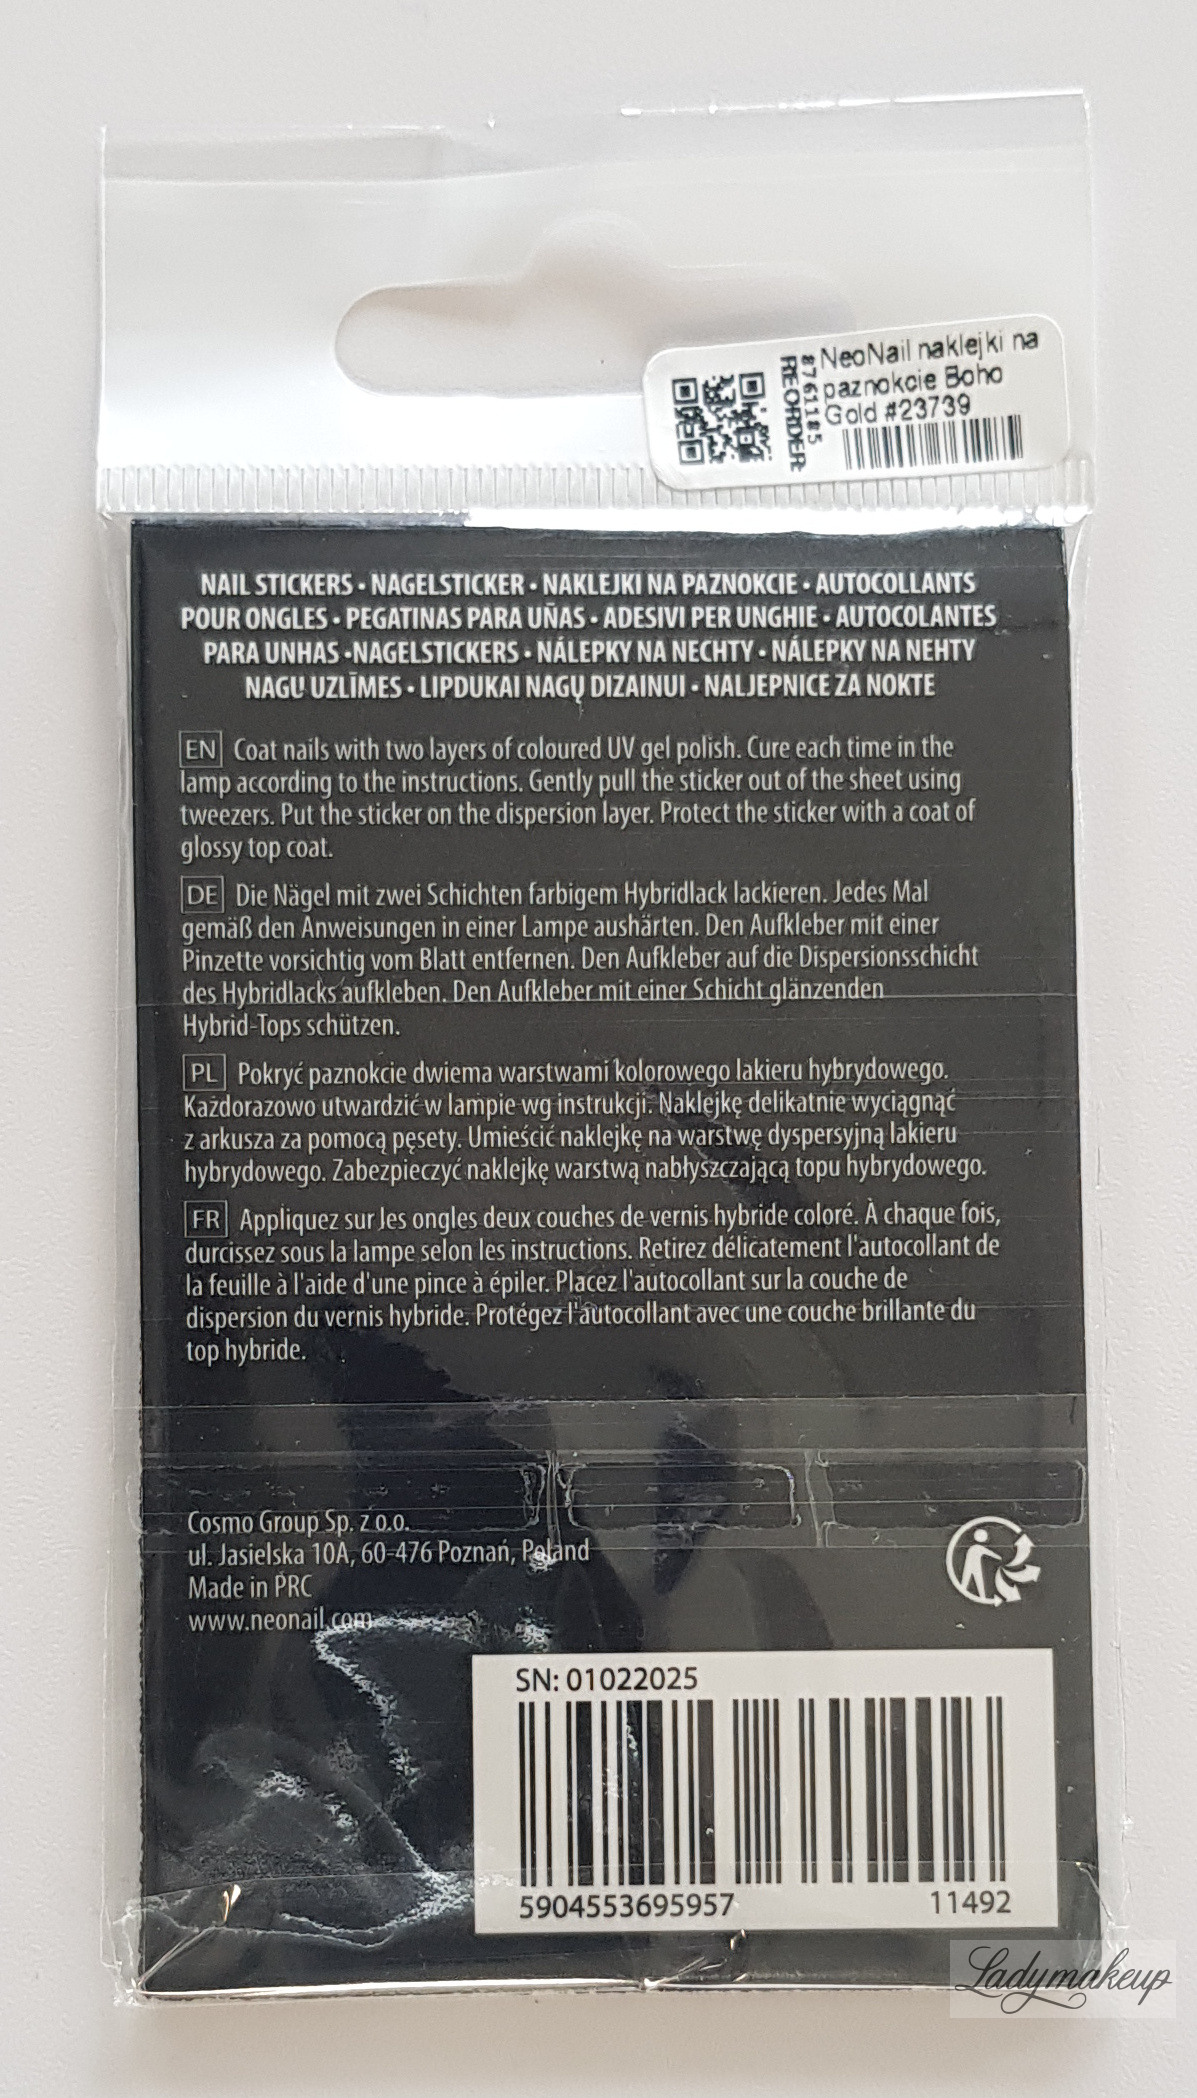 NeoNail naklejki na
paznokcie Boho
Gold #23739
8761185
REORDER
NAIL STICKERS • NAGELSTICKER • NAKLEJKI NA PAZNOKCIE • AUTOCOLLANTS
POUR ONGLES • PEGATINAS PARA UÑAS • ADESIVI PER UNGHIE • AUTOCOLANTES
PARA UNHAS •NAGELSTICKERS • NÁLEPKY NA NECHTY • NÁLEPKY NA NEHTY
NAGU UZLĪMES • LIPDUKAI NAGŲ DIZAINUI • NALJEPNICE ZA NOKTE
EN Coat nails with two layers of coloured UV gel polish. Cure each time in the
lamp according to the instructions. Gently pull the sticker out of the sheet using
tweezers. Put the sticker on the dispersion layer. Protect the sticker with a coat of
glossy top coat.
DE Die Nägel mit zwei Schichten farbigem Hybridlack lackieren. Jedes Mal
gemäß den Anweisungen in einer Lampe aushärten. Den Aufkleber mit einer
Pinzette vorsichtig vom Blatt entfernen. Den Aufkleber auf die Dispersionsschicht
des Hybridlacks aufkleben. Den Aufkleber mit einer Schicht glänzenden
Hybrid-Tops schützen.
PL Pokryć paznokcie dwiema warstwami kolorowego lakieru hybrydowego.
Każdorazowo utwardzić w lampie wg instrukcji. Naklejkę delikatnie wyciągnąć
z arkusza za pomocą pęsety. Umieścić naklejkę na warstwę dyspersyjną lakieru
hybrydowego. Zabezpieczyć naklejkę warstwą nabłyszczającą topu hybrydowego.
FR Appliquez sur les ongles deux couches de vernis hybride coloré. À chaque fois,
durcissez sous la lampe selon les instructions. Retirez délicatement l'autocollant de
la feuille à l'aide d'une pince à épiler. Placez l'autocollant sur la couche de
dispersion du vernis hybride. Protégez l'autocollant avec une couche brillante du
top hybride.
Cosmo Group Sp. z o.o.
ul. Jasielska 10A, 60-476 Poznań, Poland
Made in PRC
www.neonail.com
SN: 01022025
5904553695957 11492
Ladymakeup